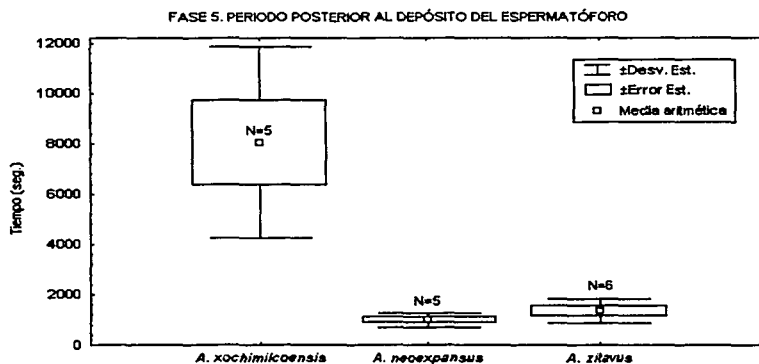 FASE 5. PERIODO POSTERIOR AL DEPÓSITO DEL ESPERMATÓFORO
12000
10000
8000
6000
4000
2000
0
Tiempo (seg.)
±Desv. Est.
±Error Est.
Media aritmética
N=5
N=5
N=6
A. xochimilcoensis
A. neoexpansus
A. zitavus